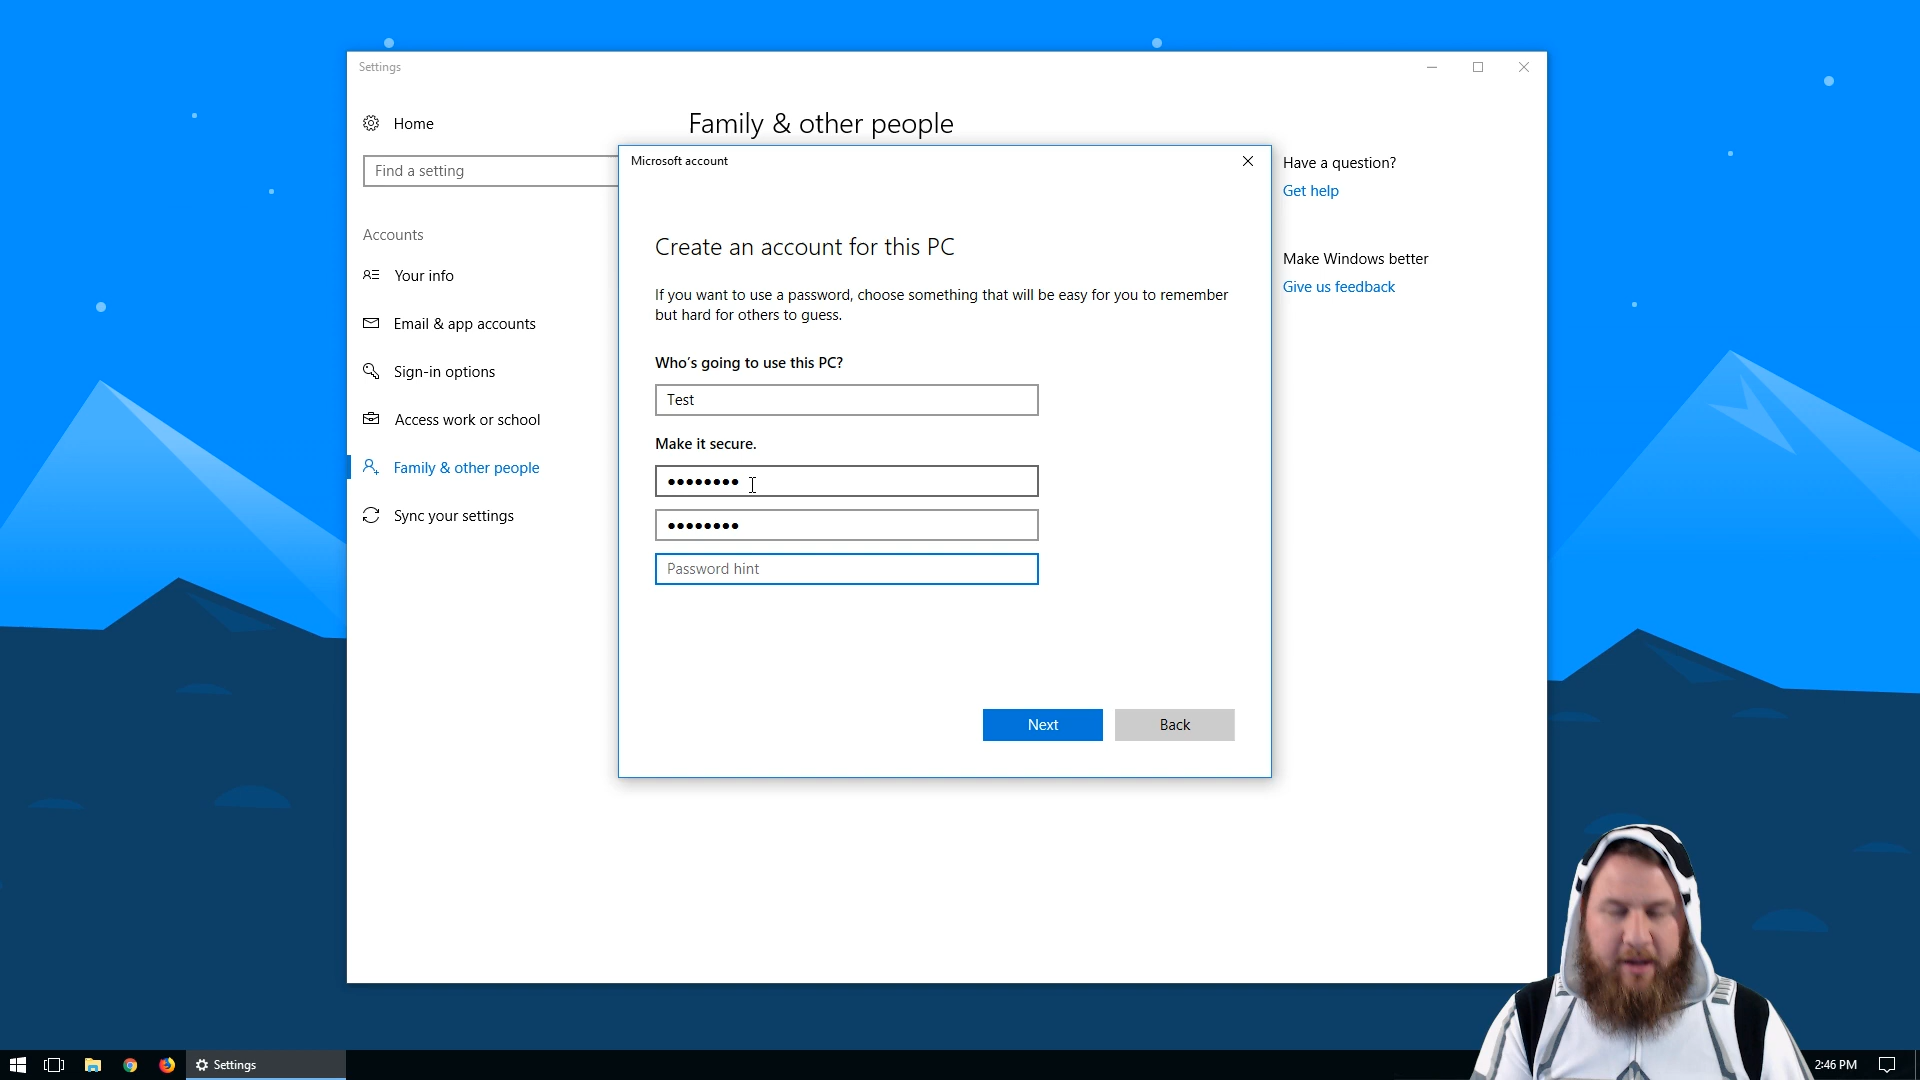 Settings
Home
Family & other people
Microsoft account
Have a question?
Find a setting
Get help
Accounts
Create an account for this PC
Make Windows better
Your info
Give us feedback
If you want to use a password, choose something that will be easy for you to remember
but hard for others to guess.
Email & app accounts
Who's going to use this PC?
Sign-in options
Test
Access work or school
Make it secure.
Family & other people
••••••••
Sync your settings
••••••••
Password hint
Next
Back
Settings
2:46 PM